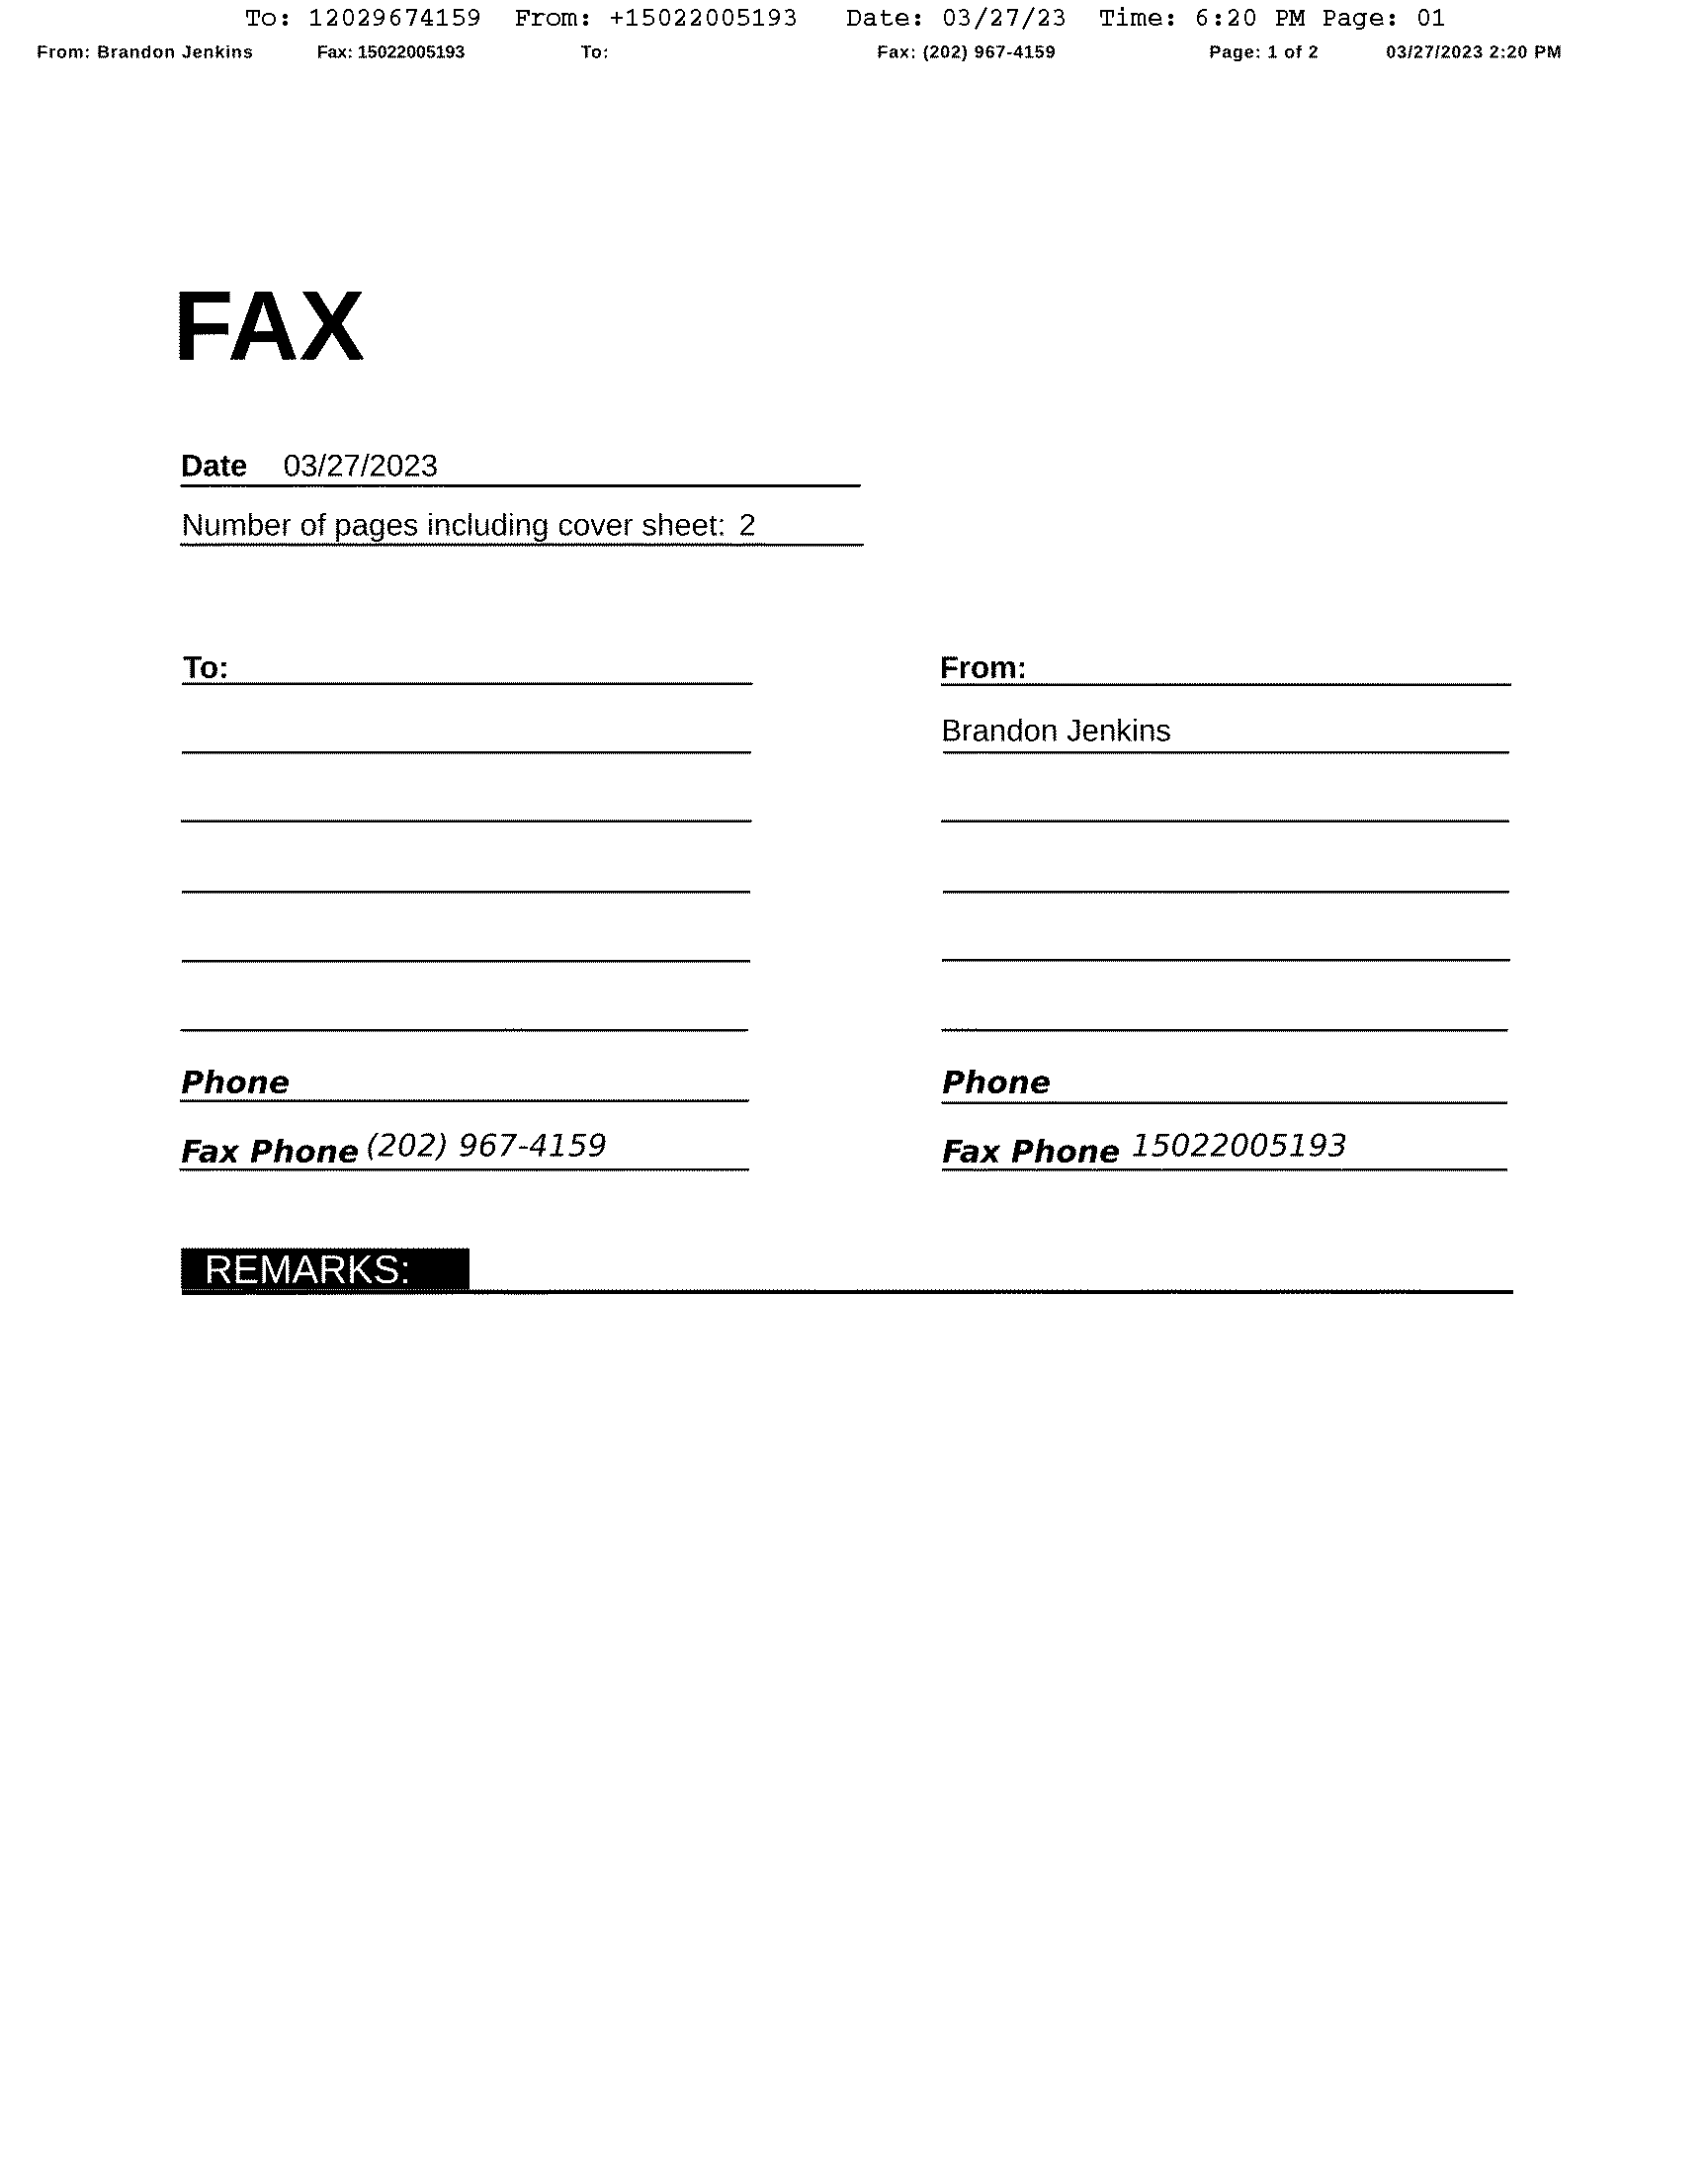 To: 12029674159 From: +15022005193 Date: 03/27/23 Time: 6:20 PM Page: 01
From: Brandon Jenkins Fax: 15022005193 To: Fax: (202) 967-4159 Page: 1 of 2 03/27/2023 2:20 PM
FAX
Date 03/27/2023
Number of pages including cover sheet: 2
To:
From:
Brandon Jenkins
Phone
Fax Phone (202) 967-4159
Phone
Fax Phone 15022005193
REMARKS: